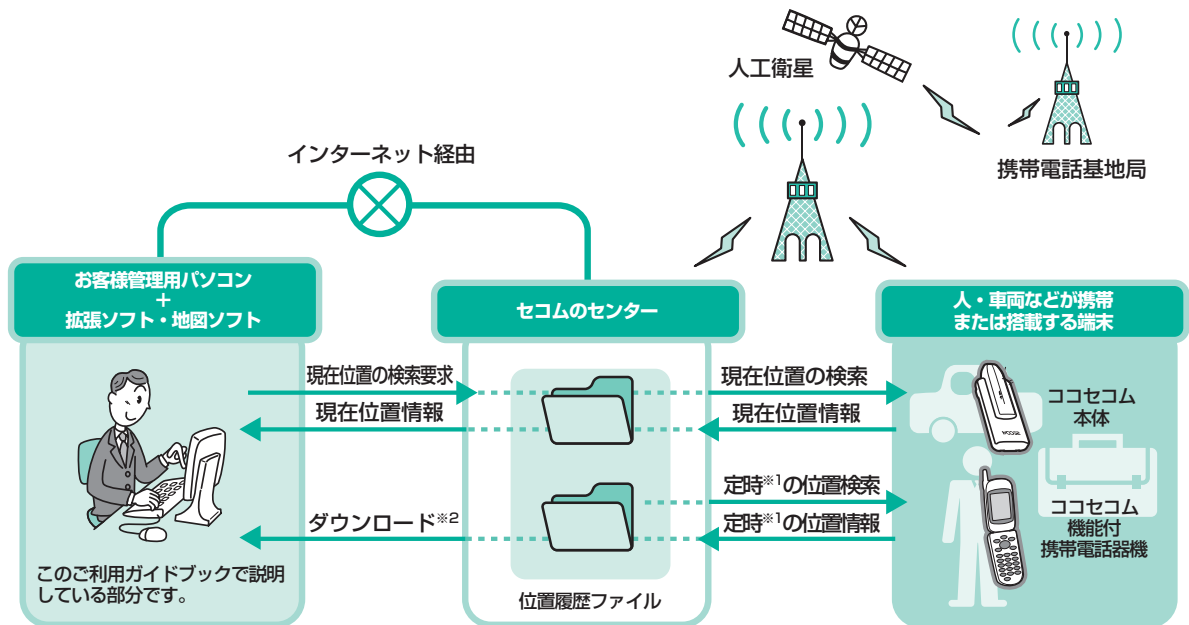 人工衛星
携帯電話基地局
インターネット経由
お客様管理用パソコン
+
拡張ソフト・地図ソフト
セコムのセンター
人・車両などが携帯
または搭載する端末
現在位置の検索要求
現在位置情報
現在位置の検索
現在位置情報
ココセコム
本体
定時※1の位置検索
ダウンロード※2
定時※1の位置情報
ココセコム
機能付
携帯電話器機
このご利用ガイドブックで説明
している部分です。
位置履歴ファイル